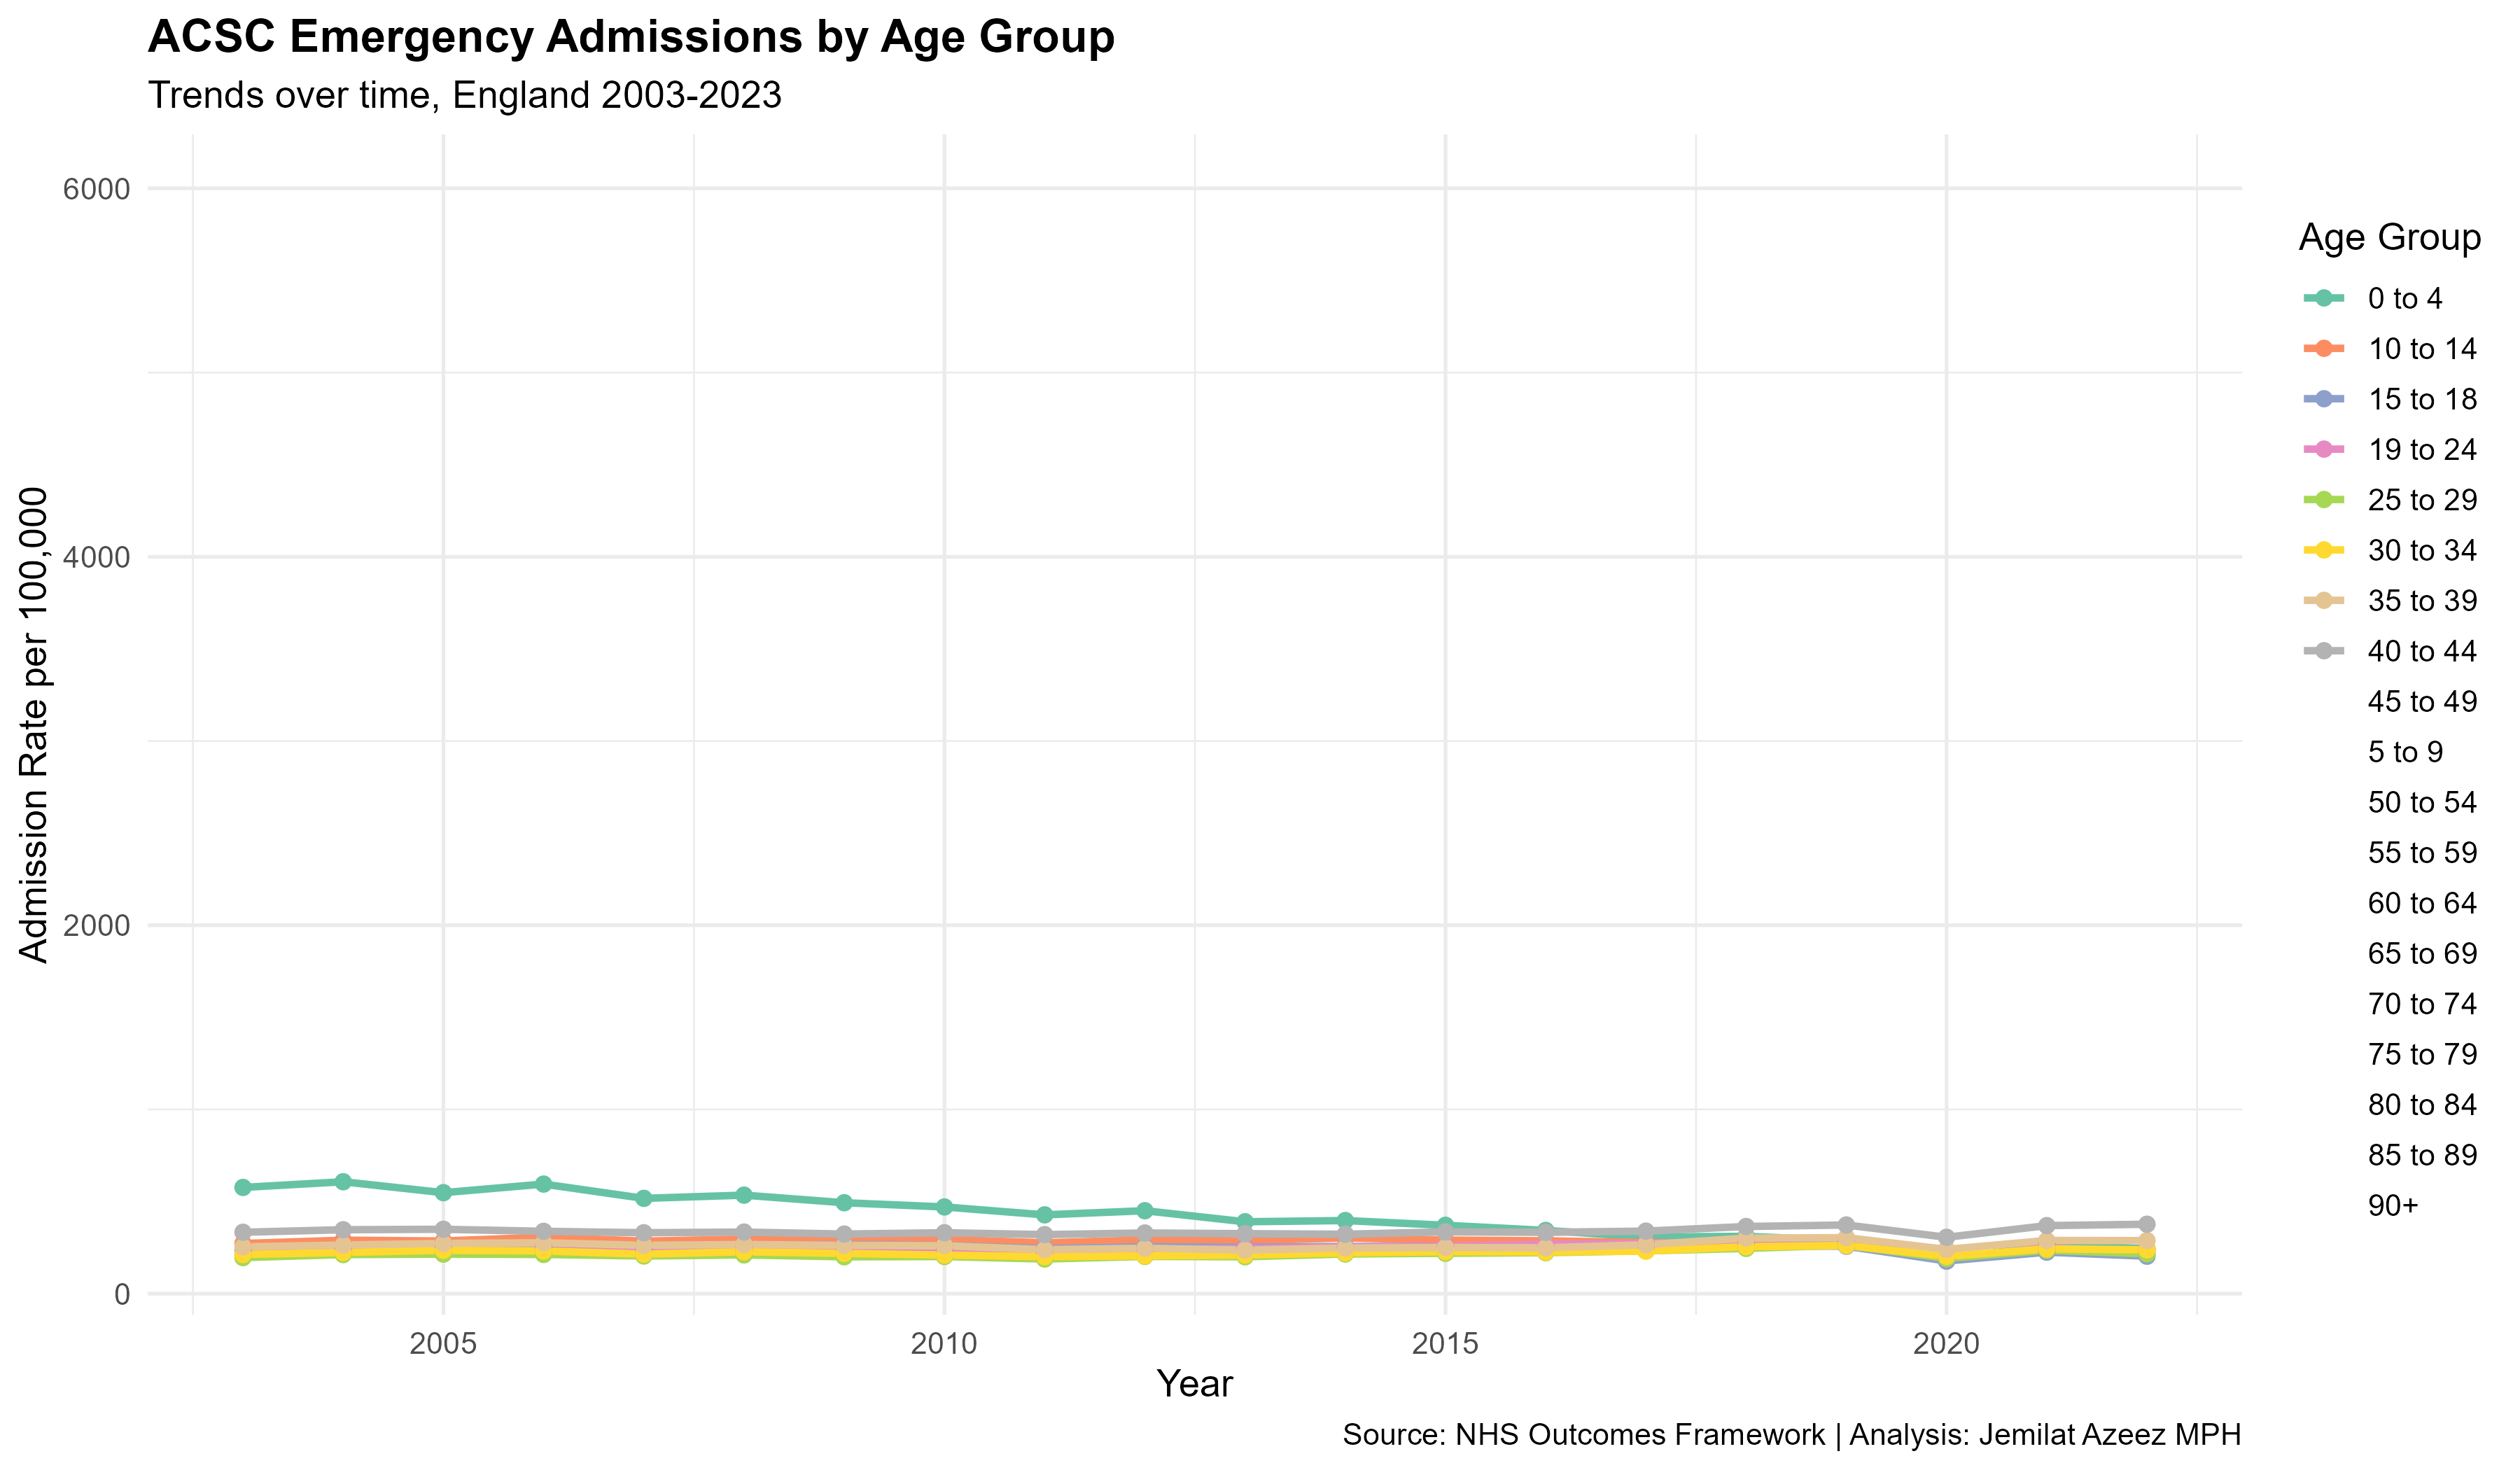 ACSC Emergency Admissions by Age Group
Trends over time, England 2003-2023
Admission Rate per 100,000
6000
4000
2000
0
2005
2010
2015
2020
Year
Age Group
0 to 4
10 to 14
15 to 18
19 to 24
25 to 29
30 to 34
35 to 39
40 to 44
45 to 49
5 to 9
50 to 54
55 to 59
60 to 64
65 to 69
70 to 74
75 to 79
80 to 84
85 to 89
90+
Source: NHS Outcomes Framework | Analysis: Jemilat Azeez MPH